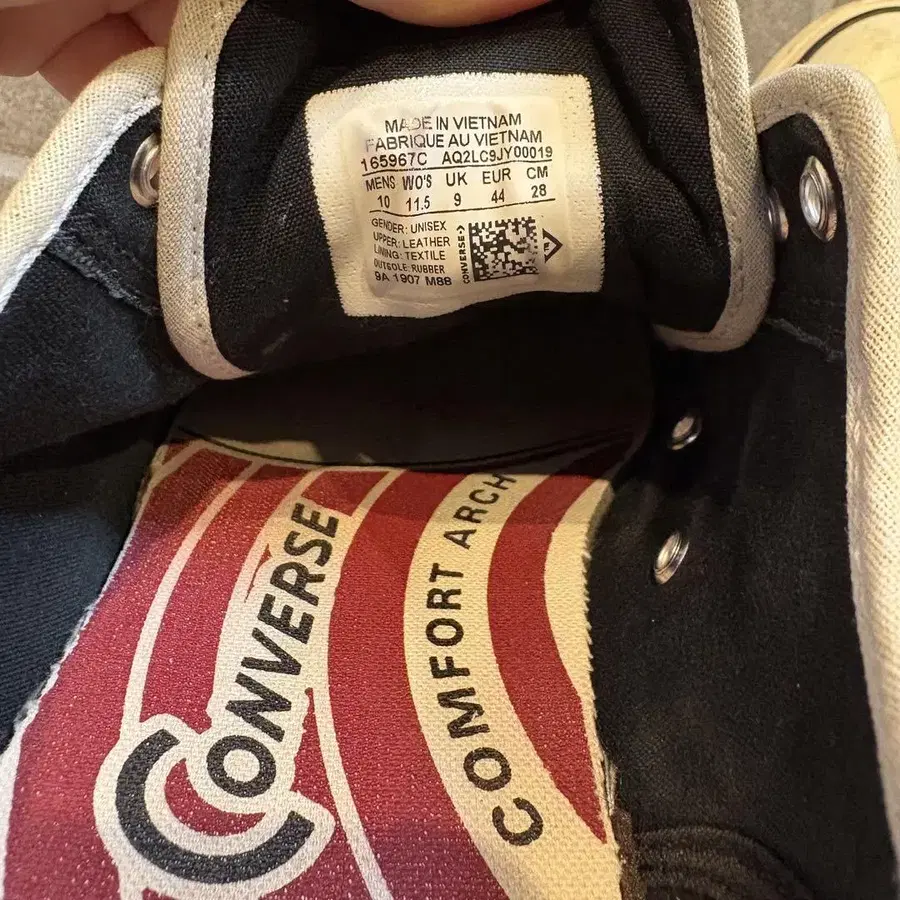 MADE IN VIETNAM
FABRIQUE AU VIETNAM
165967C AQ2LC9JY00019
MENS WO'S UK EUR CM
10 11.5 9 44 28
GENDER: UNISEX
UPPER: LEATHER
LINING: TEXTILE
OUTSOLE: RUBBER
9A 1907 M88
CONVERSE>
CONVERSE
COMFORT ARCH